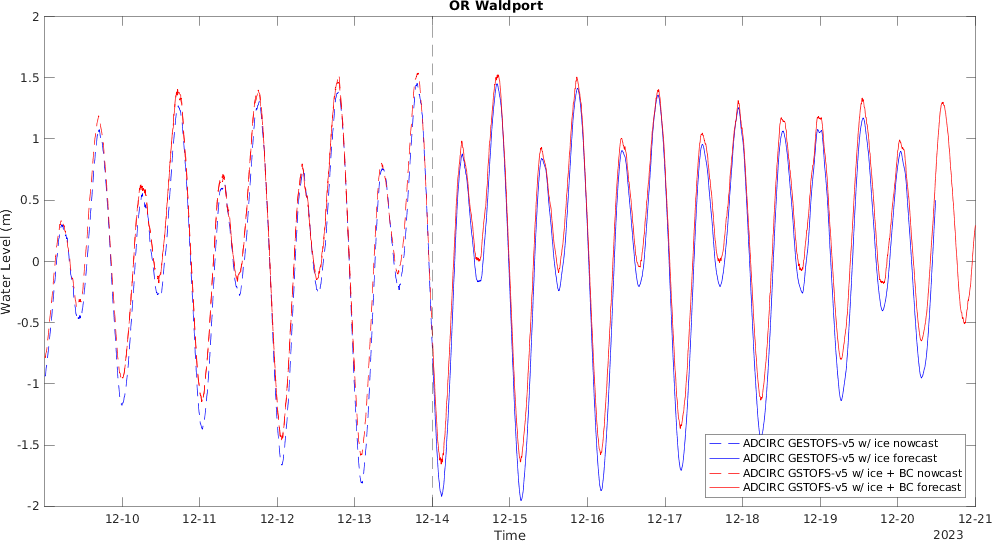 OR Waldport
2
1.5
1
0.5
0
-0.5
-1
-1.5
-2
Water Level (m)
ADCIRC GESTOFS-v5 w/ ice nowcast
ADCIRC GESTOFS-v5 w/ ice forecast
ADCIRC GSTOFS-v5 w/ ice + BC nowcast
ADCIRC GSTOFS-v5 w/ ice + BC forecast
12-10 12-11 12-12 12-13 12-14 12-15 12-16 12-17 12-18 12-19 12-20 12-21
Time
2023